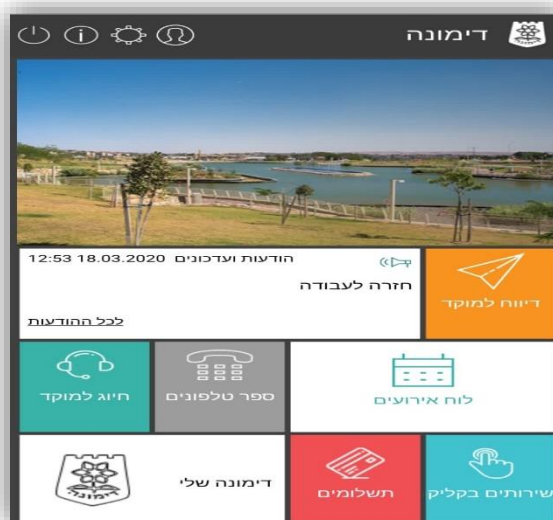 דימונה
הודעות ועדכונים 18.03.2020 12:53
חזרה לעבודה
לכל ההודעות
דיווח למוקד
לוח אירועים
ספר טלפונים
חיוג למוקד
שירותים בקליק
תשלומים
דימונה שלי
דימונה